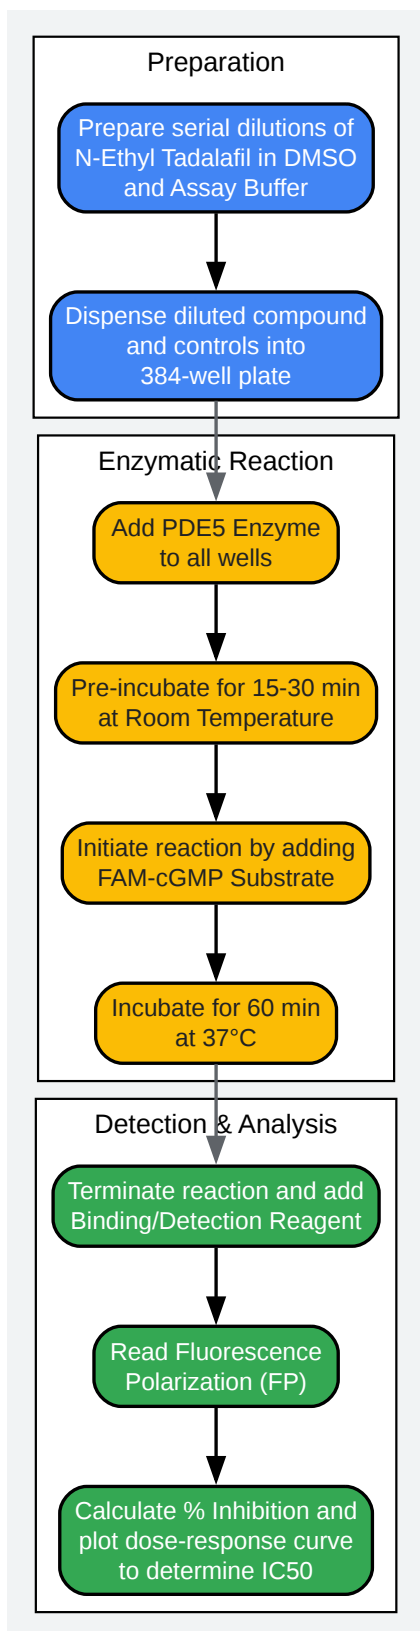 Preparation
Prepare serial dilutions of
N-Ethyl Tadalafil in DMSO
and Assay Buffer
Dispense diluted compound
and controls into
384-well plate
Enzymatic Reaction
Add PDE5 Enzyme
to all wells
Pre-incubate for 15-30 min
at Room Temperature
Initiate reaction by adding
FAM-cGMP Substrate
Incubate for 60 min
at 37°C
Detection & Analysis
Terminate reaction and add
Binding/Detection Reagent
Read Fluorescence
Polarization (FP)
Calculate % Inhibition and
plot dose-response curve
to determine IC50